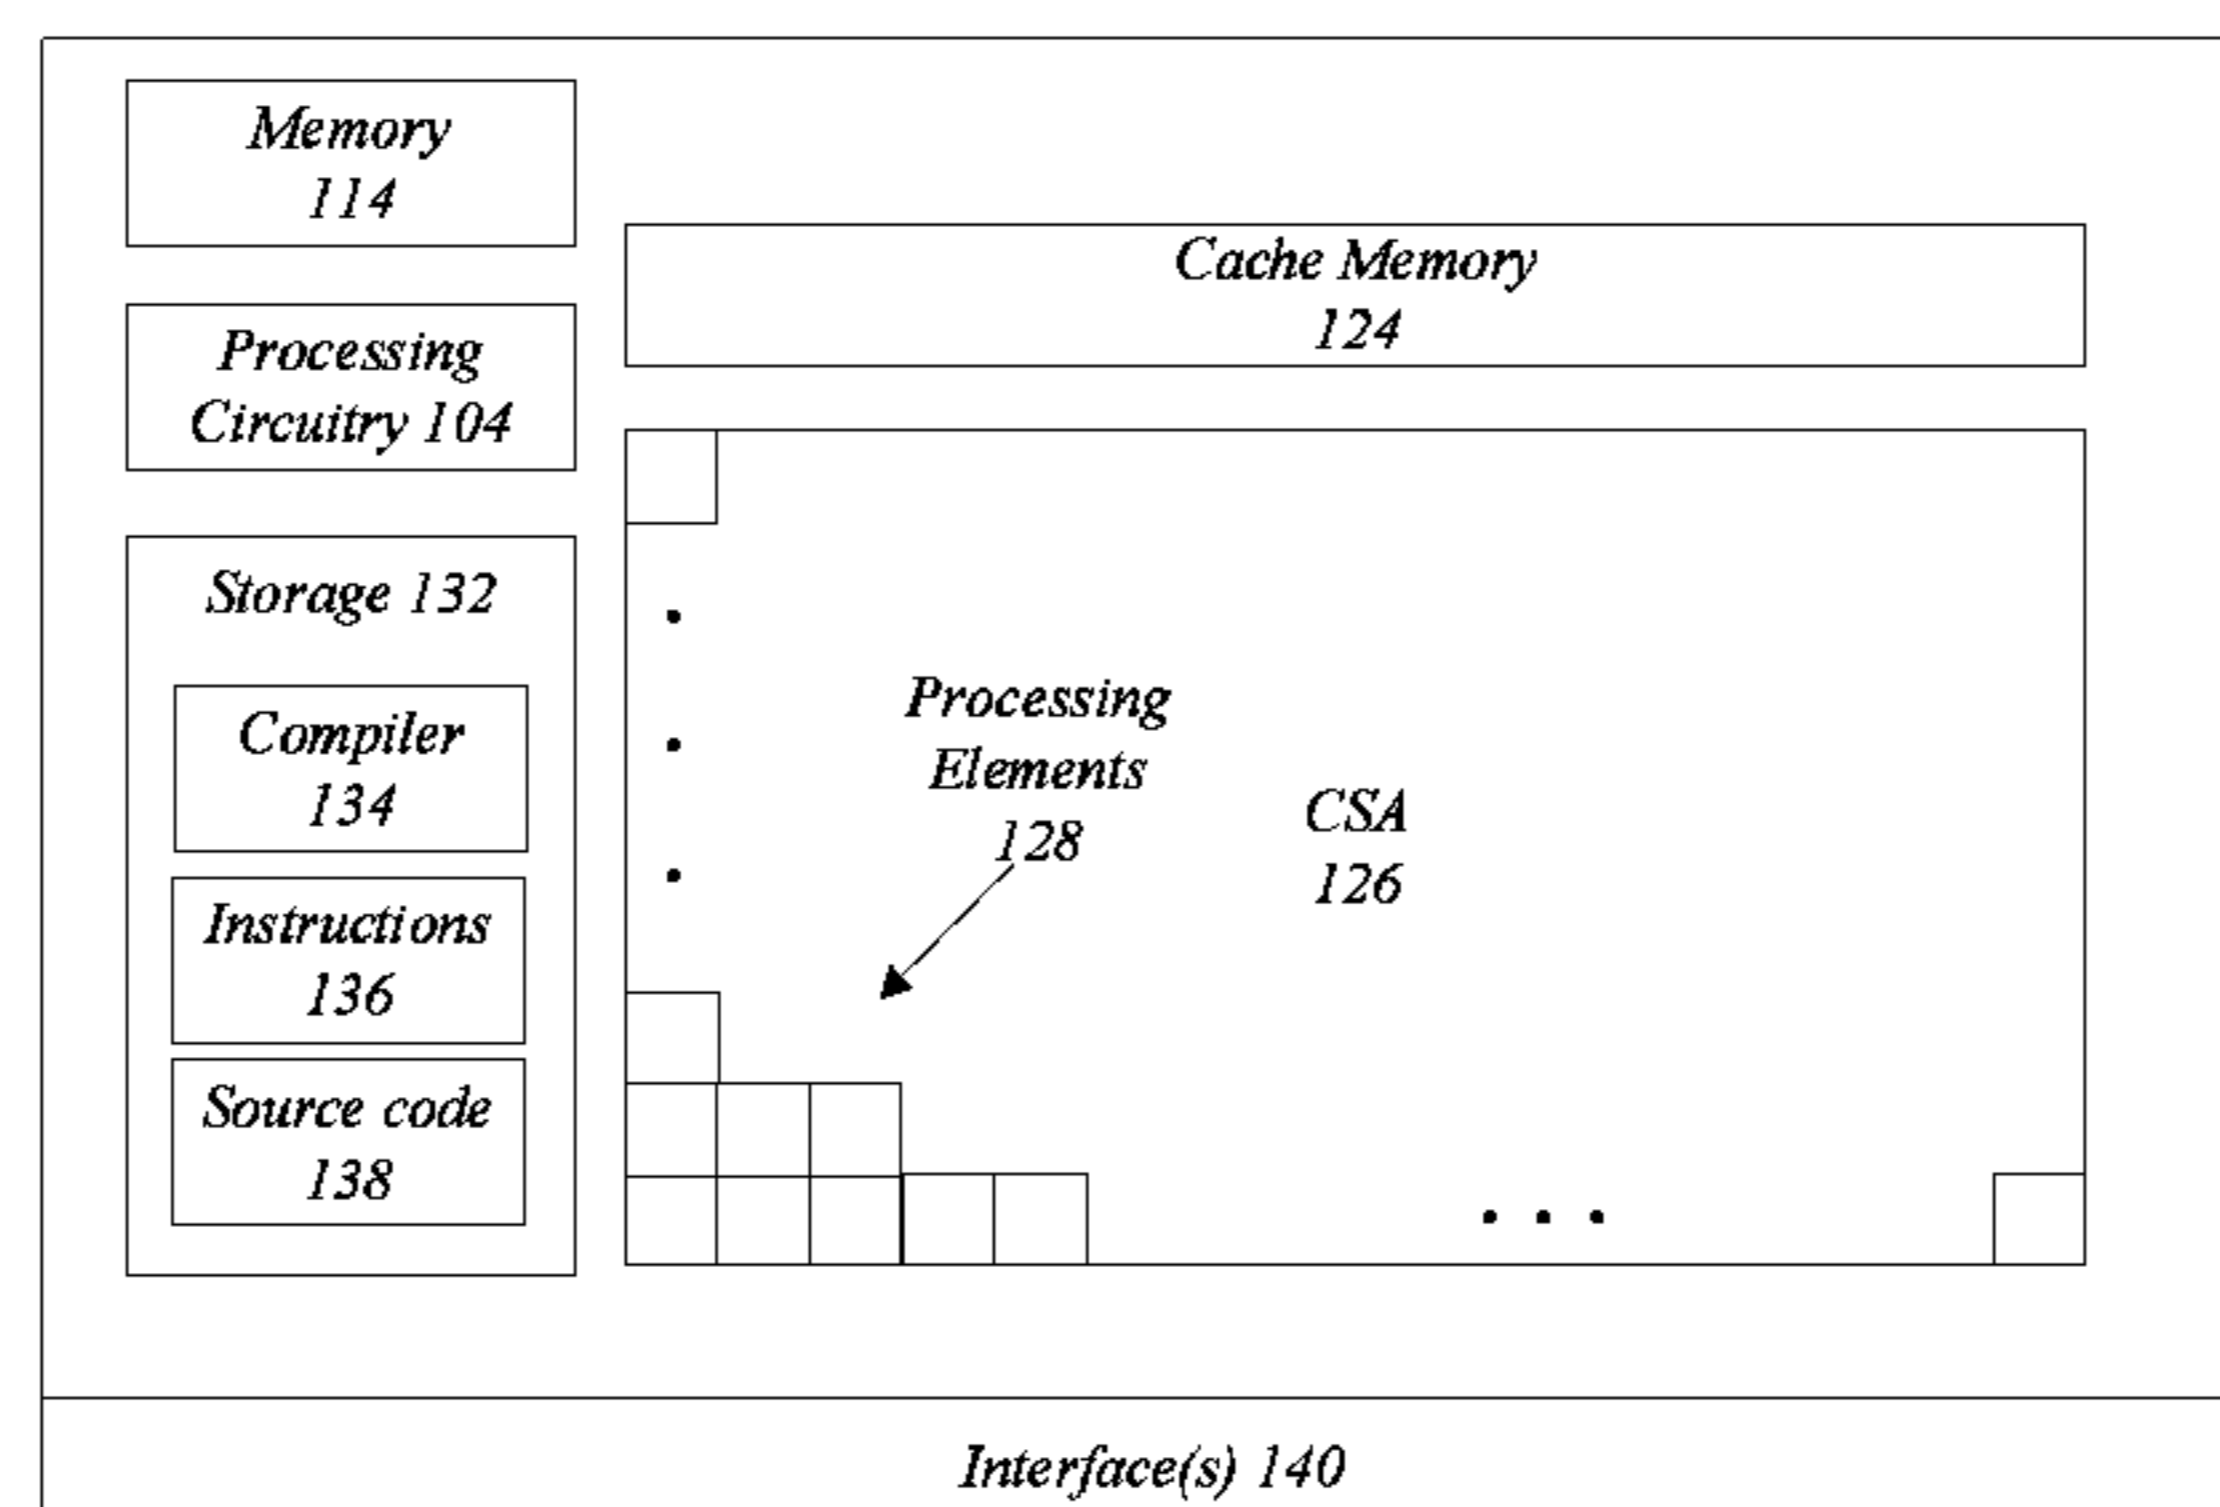 Memory
114
Processing
Circuitry 104
Storage 132
Compiler
134
Instructions
136
Source code
138
Cache Memory
124
Processing
Elements
128
CSA
126
Interface(s) 140